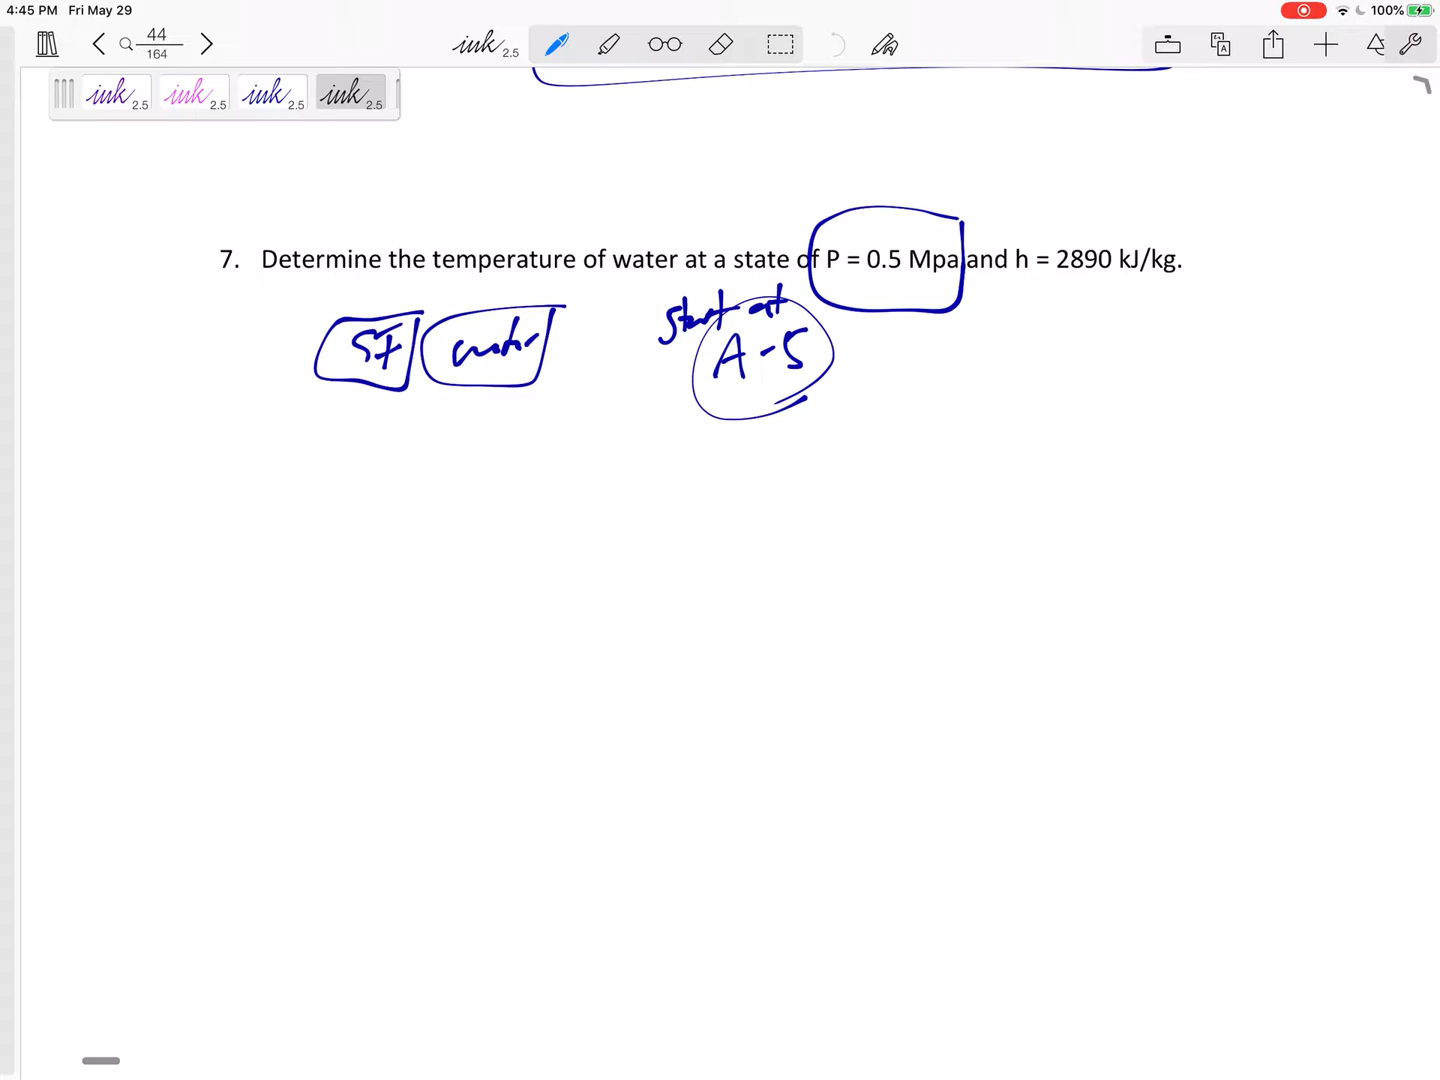 4:45 PM Fri May 29
100%
44
164
ink 2.5
ink 2.5 ink 2.5 ink 2.5 ink 2.5
7. Determine the temperature of water at a state of P = 0.5 Mpa and h = 2890 kJ/kg.
start at
SI water
A-5